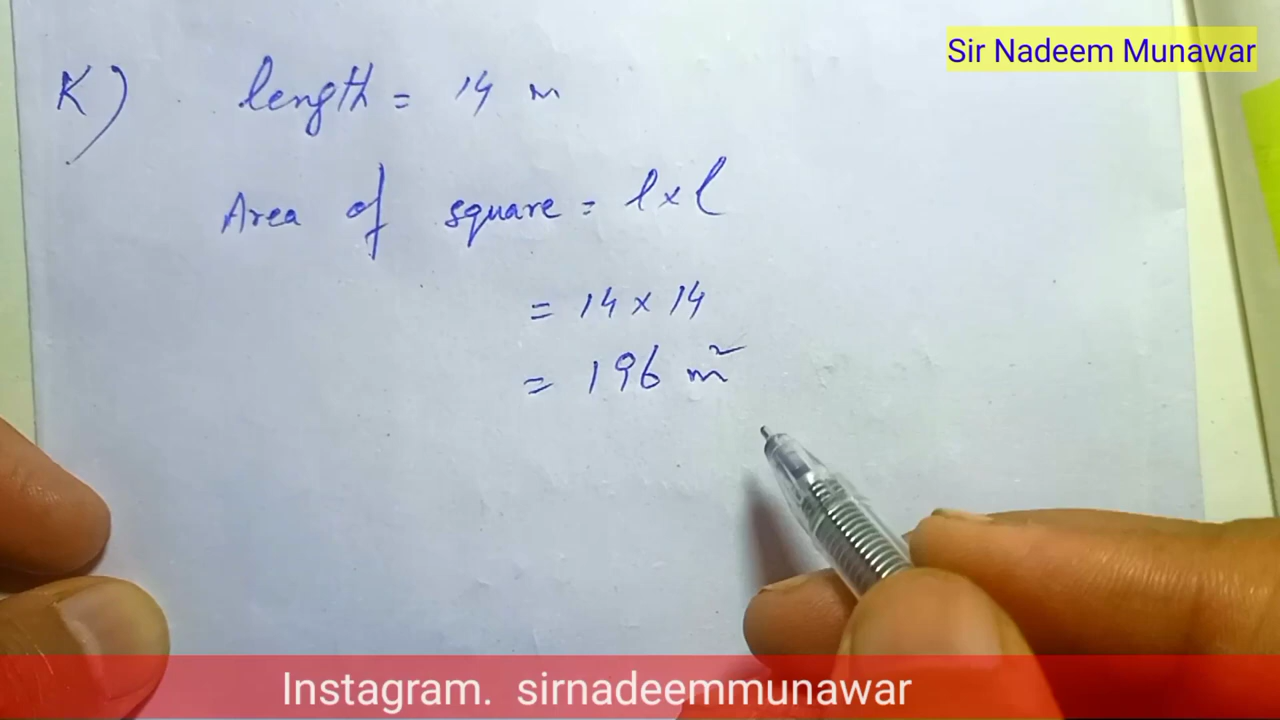 Sir Nadeem Munawar
K) length = 14 m
Area of square = l×l
= 14 × 14
= 196 m²
Instagram. sirnadeemmunawar